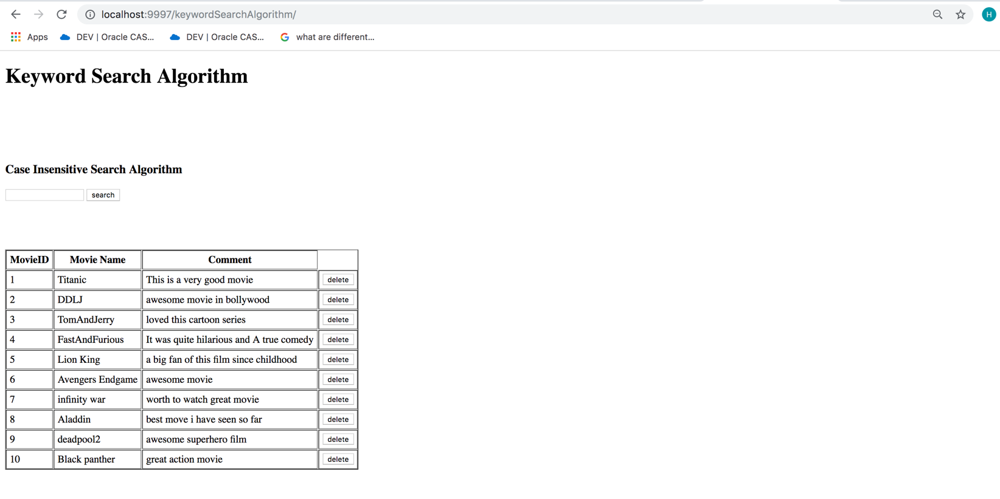 localhost:9997/keywordSearchAlgorithm/
H
Apps DEV | Oracle CAS... DEV | Oracle CAS... what are different...
Keyword Search Algorithm
Case Insensitive Search Algorithm
search
MovieID Movie Name Comment
1 Titanic This is a very good movie delete
2 DDLJ awesome movie in bollywood delete
3 TomAndJerry loved this cartoon series delete
4 FastAndFurious It was quite hilarious and A true comedy delete
5 Lion King a big fan of this film since childhood delete
6 Avengers Endgame awesome movie delete
7 infinity war worth to watch great movie delete
8 Aladdin best move i have seen so far delete
9 deadpool2 awesome superhero film delete
10 Black panther great action movie delete